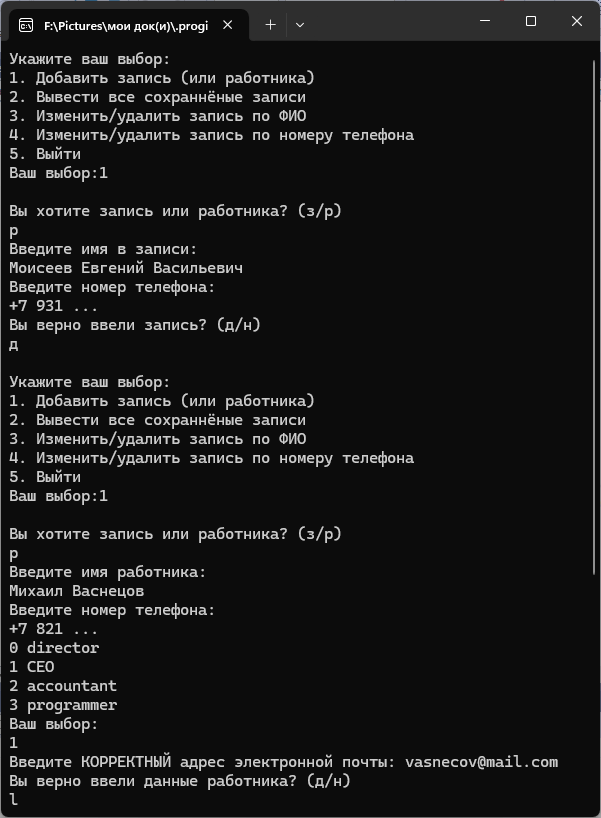 F:\Pictures\мои док(и)\.progi
Укажите ваш выбор:
1. Добавить запись (или работника)
2. Вывести все сохраннёные записи
3. Изменить/удалить запись по ФИО
4. Изменить/удалить запись по номеру телефона
5. Выйти
Ваш выбор:1
Вы хотите запись или работника? (з/р)
р
Введите имя в записи:
Моисеев Евгений Васильевич
Введите номер телефона:
+7 931 ...
Вы верно ввели запись? (д/н)
д
Укажите ваш выбор:
1. Добавить запись (или работника)
2. Вывести все сохраннёные записи
3. Изменить/удалить запись по ФИО
4. Изменить/удалить запись по номеру телефона
5. Выйти
Ваш выбор:1
Вы хотите запись или работника? (з/р)
р
Введите имя работника:
Михаил Васнецов
Введите номер телефона:
+7 821 ...
0 director
1 CEO
2 accountant
3 programmer
Ваш выбор:
1
Введите КОРРЕКТНЫЙ адрес электронной почты: vasnecov@mail.com
Вы верно ввели данные работника? (д/н)
l